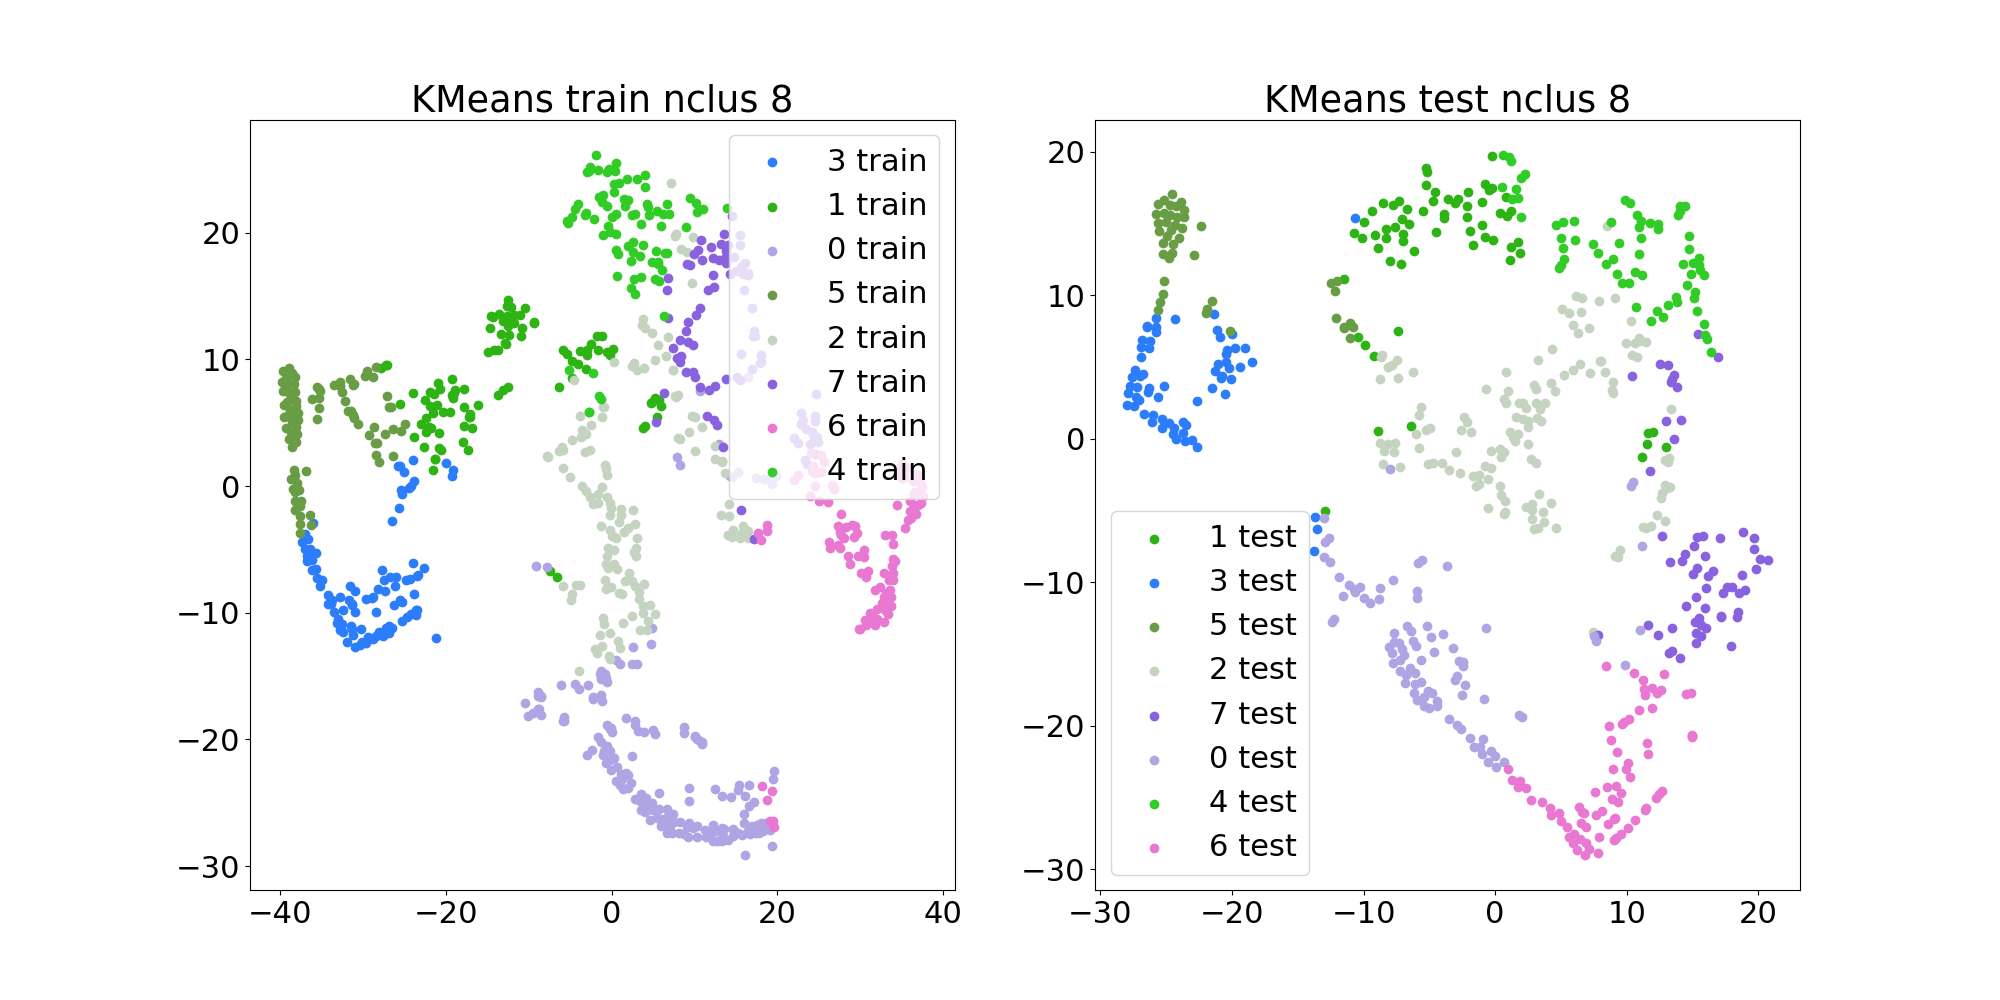 KMeans train nclus 8
20
10
0
−10
−20
−30
−40
−20
0
20
40
3 train
1 train
0 train
5 train
2 train
7 train
6 train
4 train
KMeans test nclus 8
20
10
0
−10
−20
−30
−30
−20
−10
0
10
20
1 test
3 test
5 test
2 test
7 test
0 test
4 test
6 test